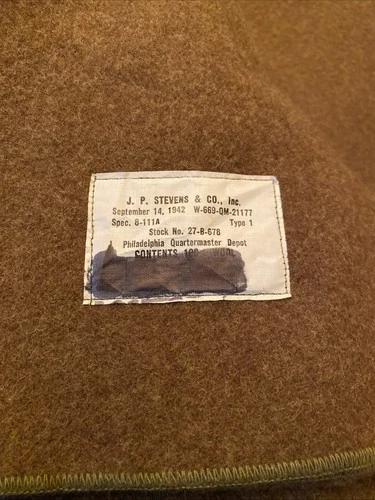 J. P. STEVENS & CO., Inc.
September 14, 1942 W-669-QM-21177
Spec. 8-111A Type 1
Stock No. 27-B-678
Philadelphia Quartermaster Depot
CONTENTS WOOL